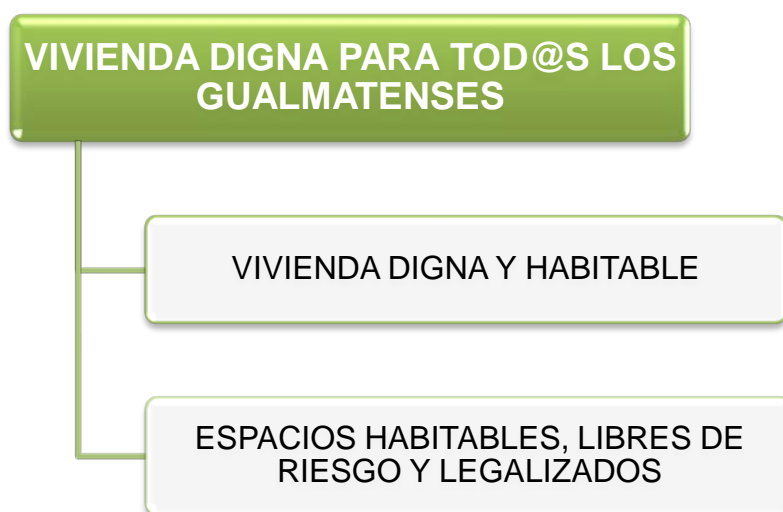 VIVIENDA DIGNA PARA TOD@S LOS
GUALMATENSES
VIVIENDA DIGNA Y HABITABLE
ESPACIOS HABITABLES, LIBRES DE
RIESGO Y LEGALIZADOS